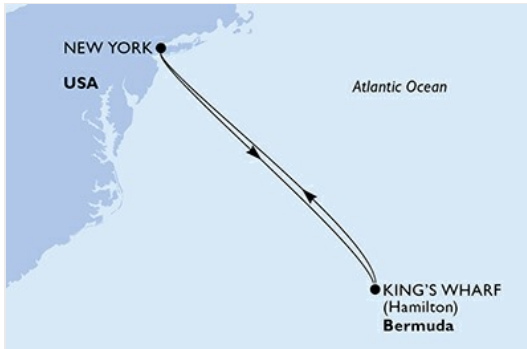 NEW YORK
USA
Atlantic Ocean
KING'S WHARF
(Hamilton)
Bermuda